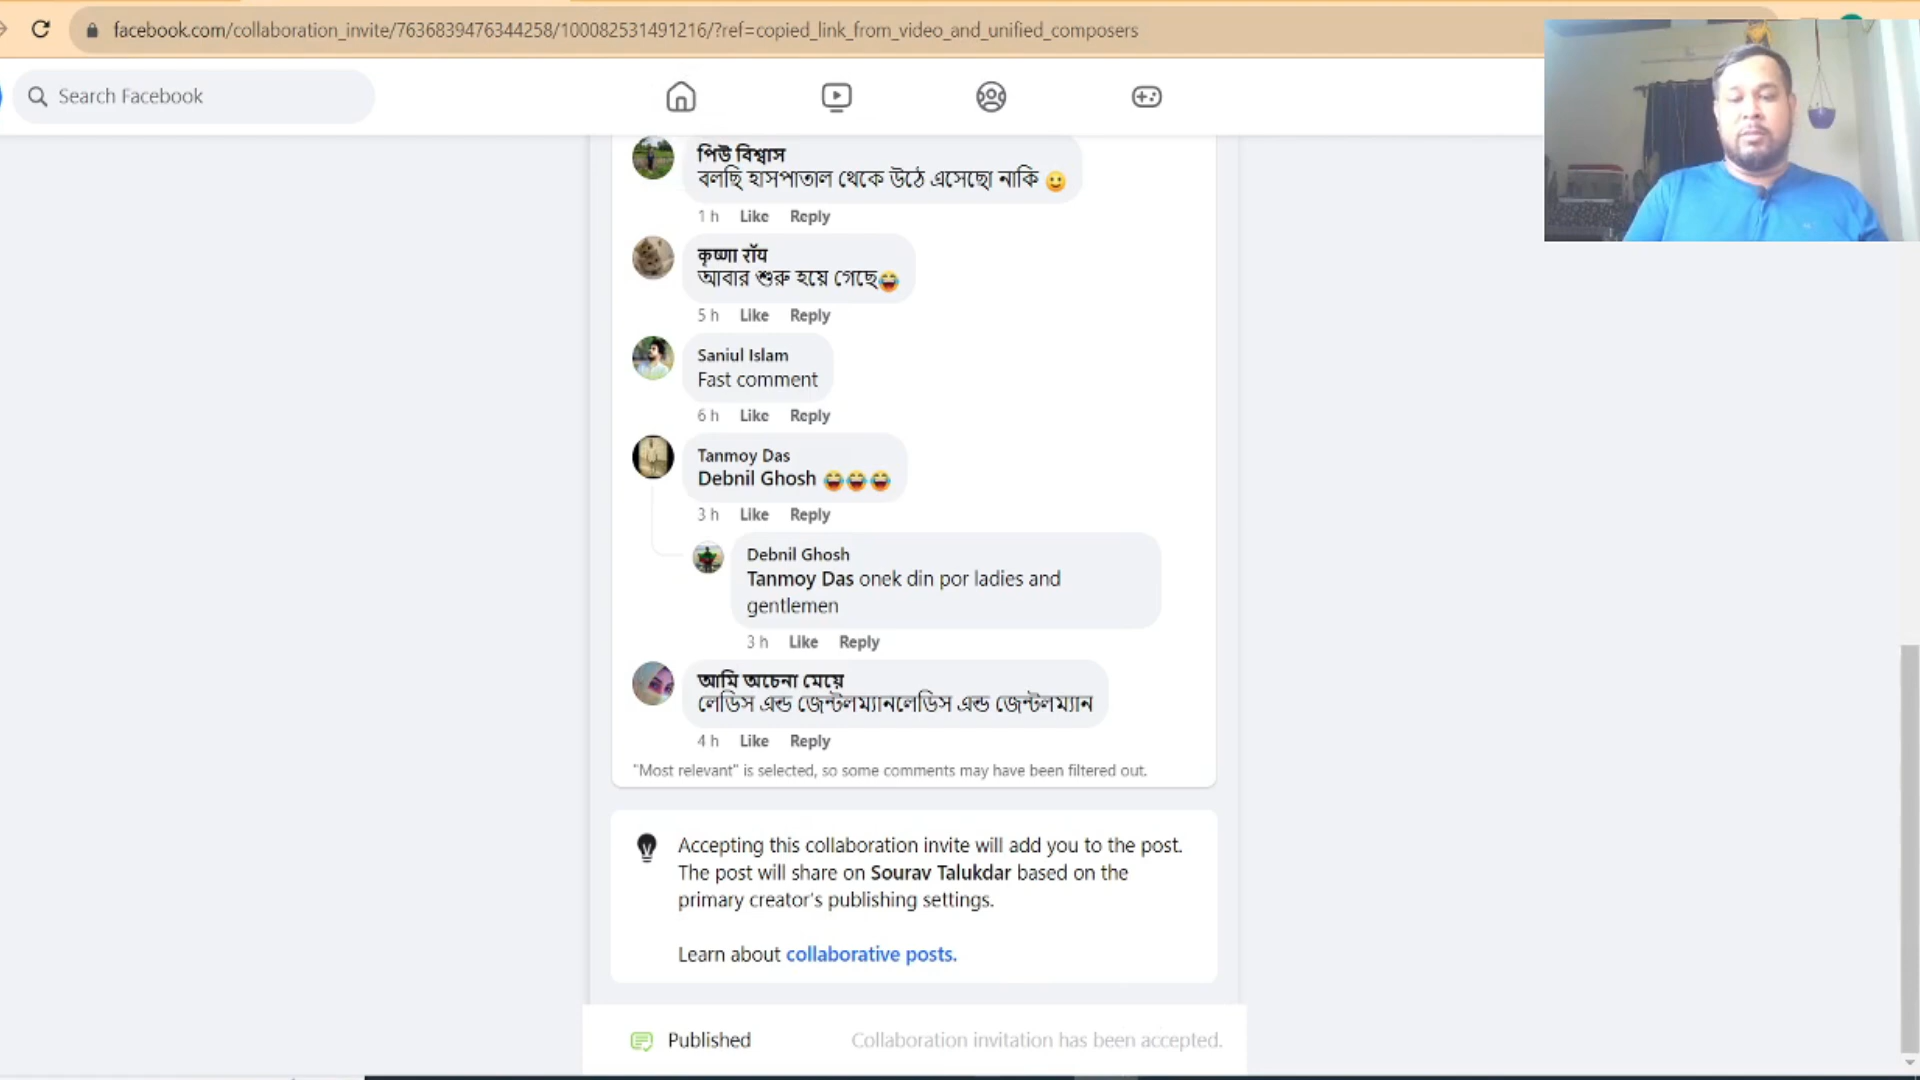 facebook.com/collaboration_invite/7636839476344258/100082531491216/?ref=copied_link_from_video_and_unified_composers
Search Facebook
পিউ বিশ্বাস
বলছি হাসপাতাল থেকে উঠে এসেছো নাকি 🙂
1 h Like Reply
কৃষ্ণা রাঁয
আবার শুরু হয়ে গেছে😂
5 h Like Reply
Saniul Islam
Fast comment
6 h Like Reply
Tanmoy Das
Debnil Ghosh 😂😂😂
3 h Like Reply
Debnil Ghosh
Tanmoy Das onek din por ladies and
gentlemen
3 h Like Reply
আমি অচেনা মেয়ে
লেডিস এন্ড জেন্টলম্যানলেডিস এন্ড জেন্টলম্যান
4 h Like Reply
"Most relevant" is selected, so some comments may have been filtered out.
Accepting this collaboration invite will add you to the post.
The post will share on Sourav Talukdar based on the
primary creator's publishing settings.
Learn about collaborative posts.
Published Collaboration invitation has been accepted.